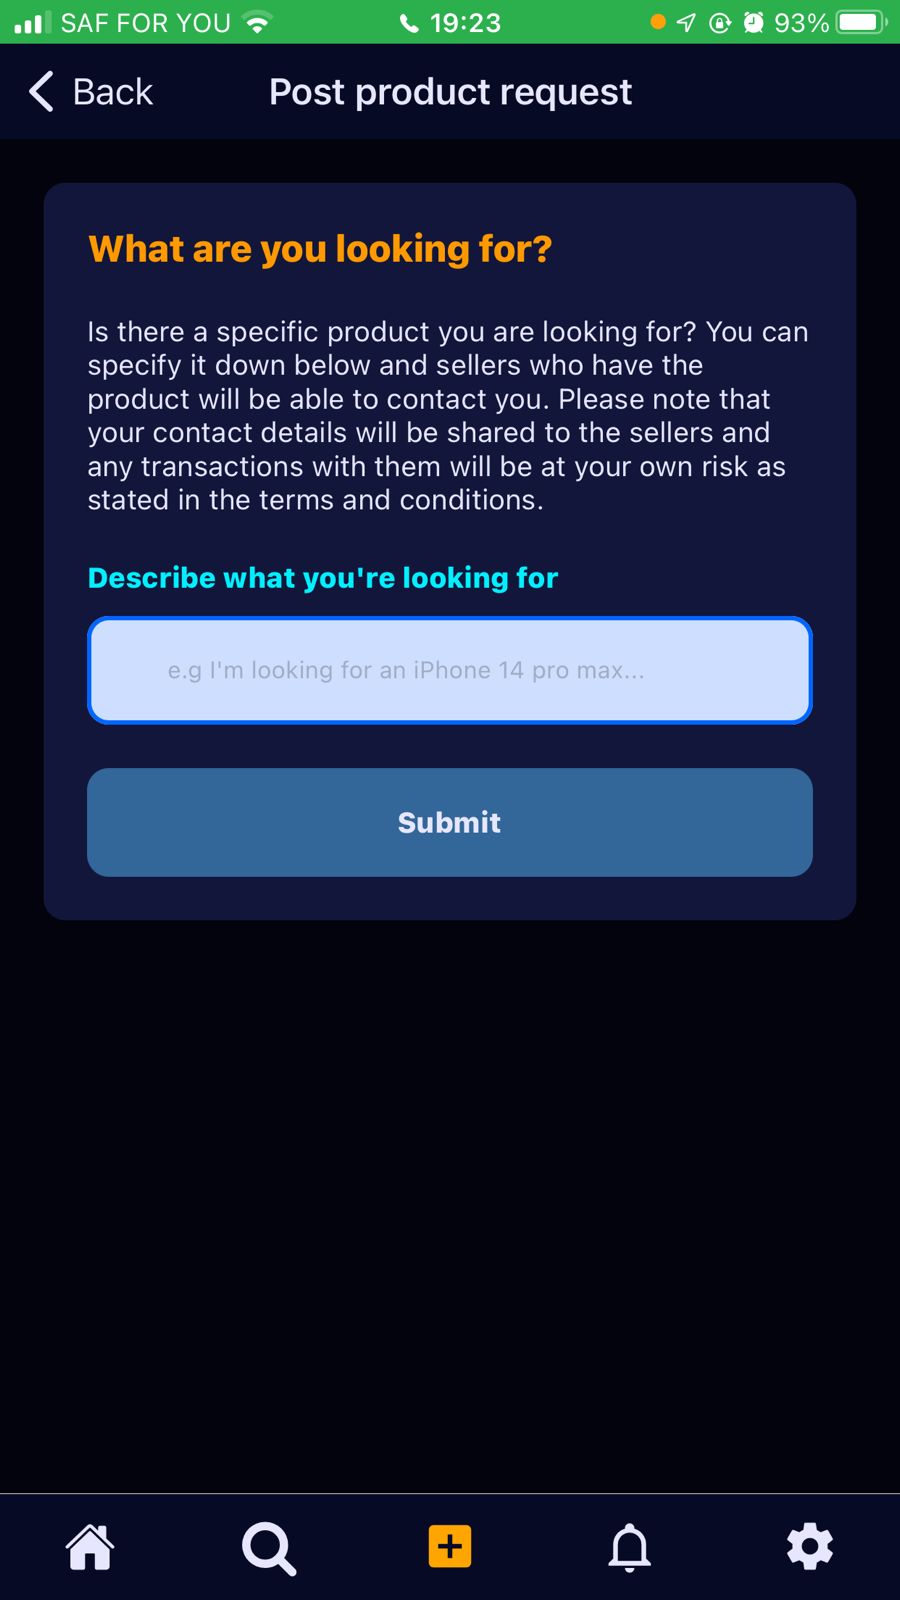 SAF FOR YOU 19:23 93%
Back Post product request
What are you looking for?
Is there a specific product you are looking for? You can
specify it down below and sellers who have the
product will be able to contact you. Please note that
your contact details will be shared to the sellers and
any transactions with them will be at your own risk as
stated in the terms and conditions.
Describe what you're looking for
e.g I'm looking for an iPhone 14 pro max...
Submit